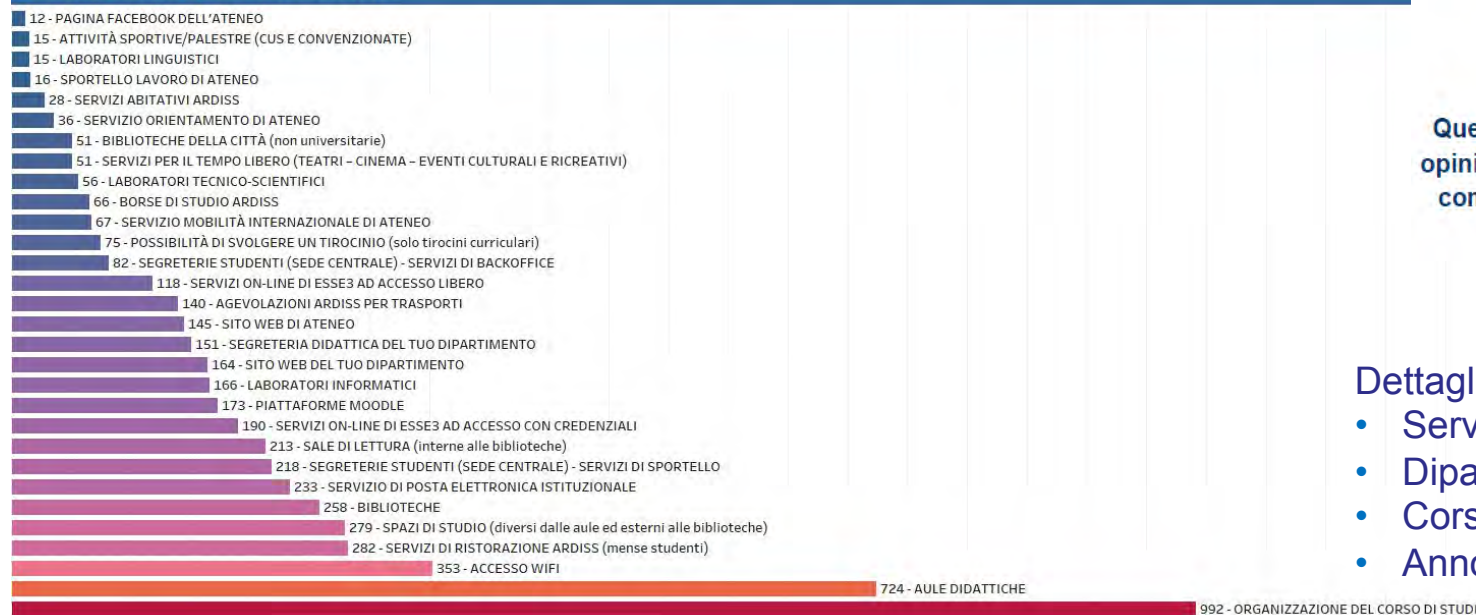 12 - PAGINA FACEBOOK DELL'ATENEO
15 - ATTIVITÀ SPORTIVE/PALESTRE (CUS E CONVENZIONATE)
15 - LABORATORI LINGUISTICI
16 - SPORTELLO LAVORO DI ATENEO
28 - SERVIZI ABITATIVI ARDISS
36 - SERVIZIO ORIENTAMENTO DI ATENEO
51 - BIBLIOTECHE DELLA CITTÀ (non universitarie)
51 - SERVIZI PER IL TEMPO LIBERO (TEATRI – CINEMA – EVENTI CULTURALI E RICREATIVI)
56 - LABORATORI TECNICO-SCIENTIFICI
66 - BORSE DI STUDIO ARDISS
67 - SERVIZIO MOBILITÀ INTERNAZIONALE DI ATENEO
75 - POSSIBILITÀ DI SVOLGERE UN TIROCINIO (solo tirocini curriculari)
82 - SEGRETERIE STUDENTI (SEDE CENTRALE) - SERVIZI DI BACKOFFICE
118 - SERVIZI ON-LINE DI ESSE3 AD ACCESSO LIBERO
140 - AGEVOLAZIONI ARDISS PER TRASPORTI
145 - SITO WEB DI ATENEO
151 - SEGRETERIA DIDATTICA DEL TUO DIPARTIMENTO
164 - SITO WEB DEL TUO DIPARTIMENTO
166 - LABORATORI INFORMATICI
173 - PIATTAFORME MOODLE
190 - SERVIZI ON-LINE DI ESSE3 AD ACCESSO CON CREDENZIALI
213 - SALE DI LETTURA (interne alle biblioteche)
218 - SEGRETERIE STUDENTI (SEDE CENTRALE) - SERVIZI DI SPORTELLO
233 - SERVIZIO DI POSTA ELETTRONICA ISTITUZIONALE
258 - BIBLIOTECHE
279 - SPAZI DI STUDIO (diversi dalle aule ed esterni alle biblioteche)
282 - SERVIZI DI RISTORAZIONE ARDISS (mense studenti)
353 - ACCESSO WIFI
724 - AULE DIDATTICHE
992 - ORGANIZZAZIONE DEL CORSO DI STUDI
Que
opini
con
Dettagl
• Serv
• Dipa
• Cors
• Anno